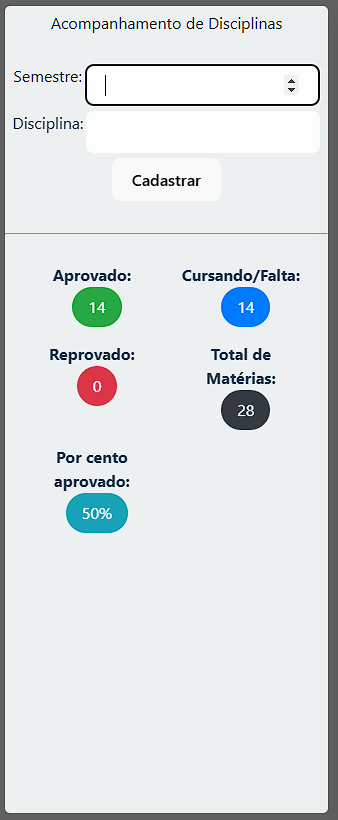 Acompanhamento de Disciplinas
Semestre:
Disciplina:
Cadastrar
Aprovado:
14
Cursando/Falta:
14
Reprovado:
0
Total de
Matérias:
28
Por cento
aprovado:
50%